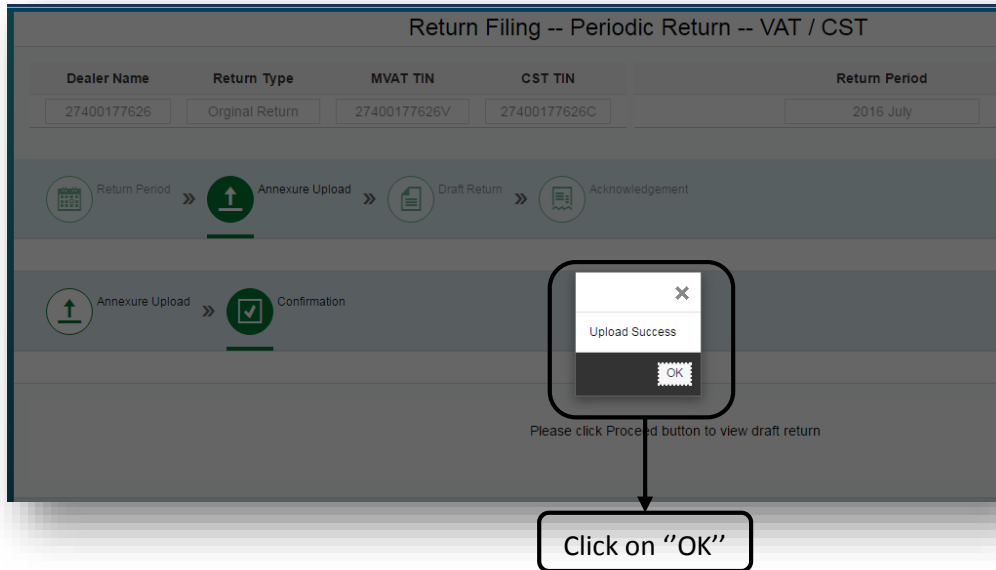 Return Filing -- Periodic Return -- VAT / CST
Dealer Name Return Type MVAT TIN CST TIN Return Period
27400177626 Orginal Return 27400177626V 27400177626C 2016 July
Return Period » Annexure Upload » Draft Return » Acknowledgement
Annexure Upload » Confirmation
Upload Success
OK
Please click Proceed button to view draft return
Click on ‘‘OK’’